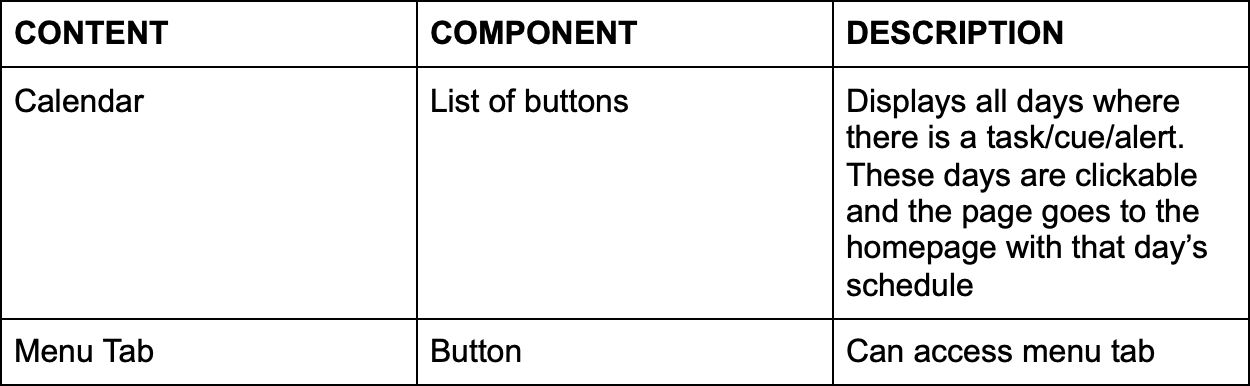 CONTENT COMPONENT DESCRIPTION
Calendar List of buttons Displays all days where
there is a task/cue/alert.
These days are clickable
and the page goes to the
homepage with that day’s
schedule
Menu Tab Button Can access menu tab